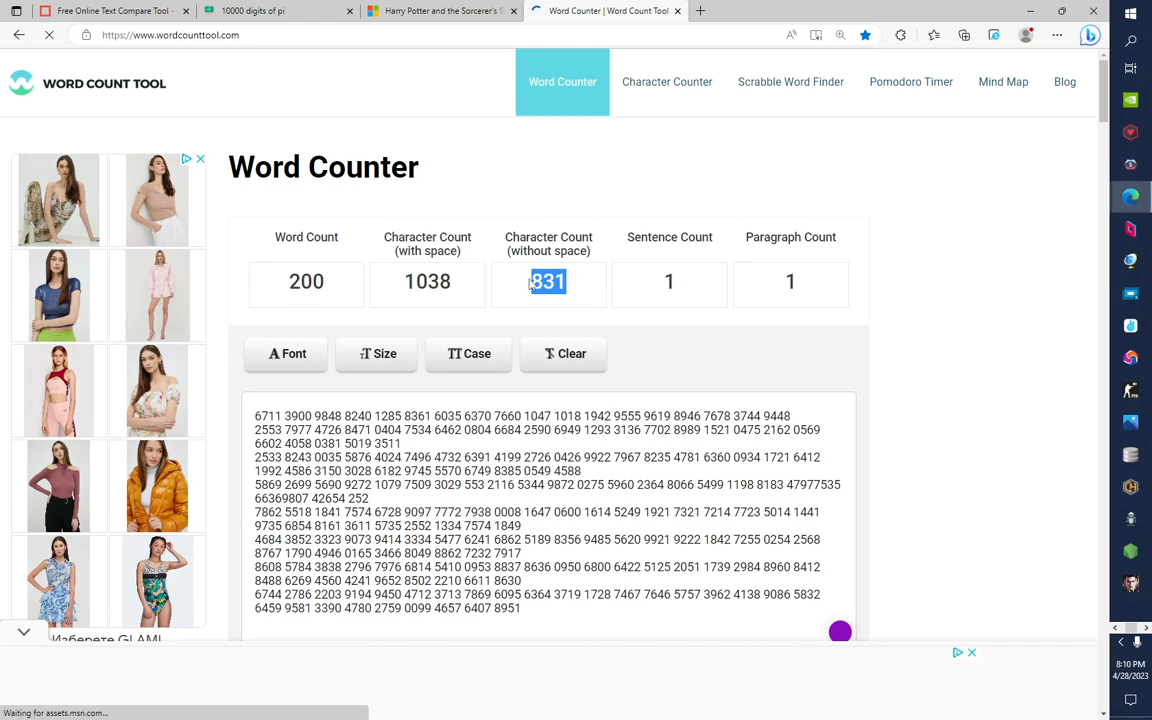 Free Online Text Compare Tool -
10000 digits of pi
Harry Potter and the Sorcerer's S
Word Counter | Word Count Tool
https://www.wordcounttool.com
WORD COUNT TOOL
Word Counter
Character Counter
Scrabble Word Finder
Pomodoro Timer
Mind Map
Blog
Word Counter
Word Count
Character Count
(with space)
Character Count
(without space)
Sentence Count
Paragraph Count
200
1038
831
1
1
Font
Size
Case
Clear
6711 3900 9848 8240 1285 8361 6035 6370 7660 1047 1018 1942 9555 9619 8946 7678 3744 9448
2553 7977 4726 8471 0404 7534 6462 0804 6684 2590 6949 1293 3136 7702 8989 1521 0475 2162 0569
6602 4058 0381 5019 3511
2533 8243 0035 5876 4024 7496 4732 6391 4199 2726 0426 9922 7967 8235 4781 6360 0934 1721 6412
1992 4586 3150 3028 6182 9745 5570 6749 8385 0549 4588
5869 2699 5690 9272 1079 7509 3029 553 2116 5344 9872 0275 5960 2364 8066 5499 1198 8183 47977535
66369807 42654 252
7862 5518 1841 7574 6728 9097 7772 7938 0008 1647 0600 1614 5249 1921 7321 7214 7723 5014 1441
9735 6854 8161 3611 5735 2552 1334 7574 1849
4684 3852 3323 9073 9414 3334 5477 6241 6862 5189 8356 9485 5620 9921 9222 1842 7255 0254 2568
8767 1790 4946 0165 3466 8049 8862 7232 7917
8608 5784 3838 2796 7976 6814 5410 0953 8837 8636 0950 6800 6422 5125 2051 1739 2984 8960 8412
8488 6269 4560 4241 9652 8502 2210 6611 8630
6744 2786 2203 9194 9450 4712 3713 7869 6095 6364 3719 1728 7467 7646 5757 3962 4138 9086 5832
6459 9581 3390 4780 2759 0099 4657 6407 8951
Изберете GLAMI
Waiting for assets.msn.com...
8:10 PM
4/28/2023